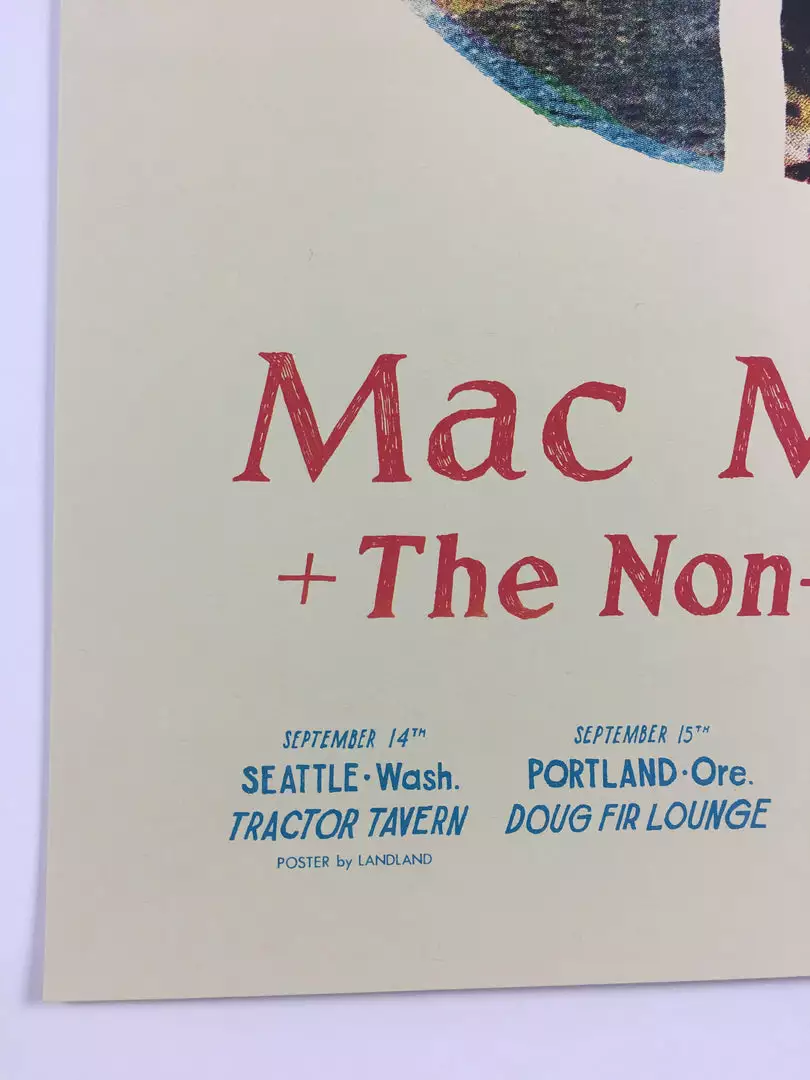 Mac M
+ The Non-
SEPTEMBER 14TH
SEATTLE·Wash.
TRACTOR TAVERN
POSTER by LANDLAND
SEPTEMBER 15TH
PORTLAND·Ore.
DOUG FIR LOUNGE